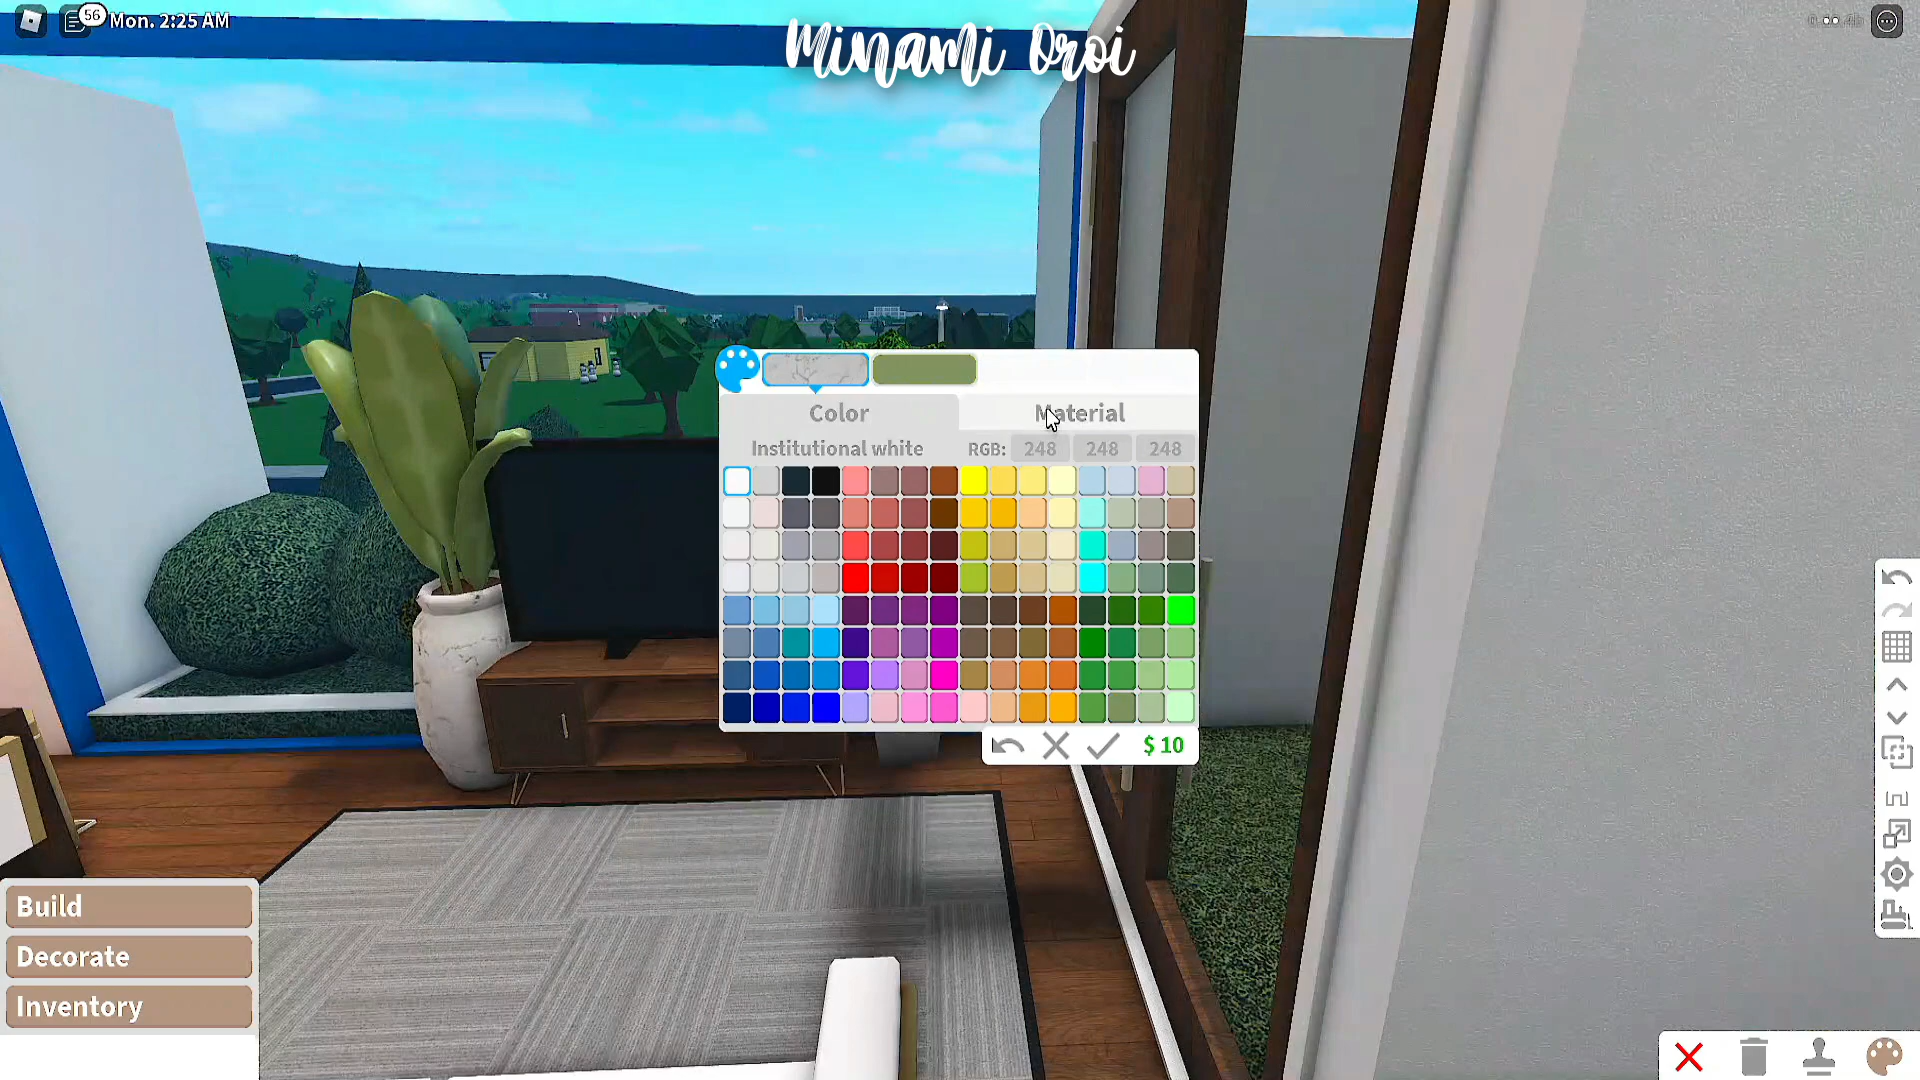 56
Mon. 2:25 AM
Minami Oroi
Color
Material
Institutional white
RGB: 248 248 248
$ 10
Build
Decorate
Inventory